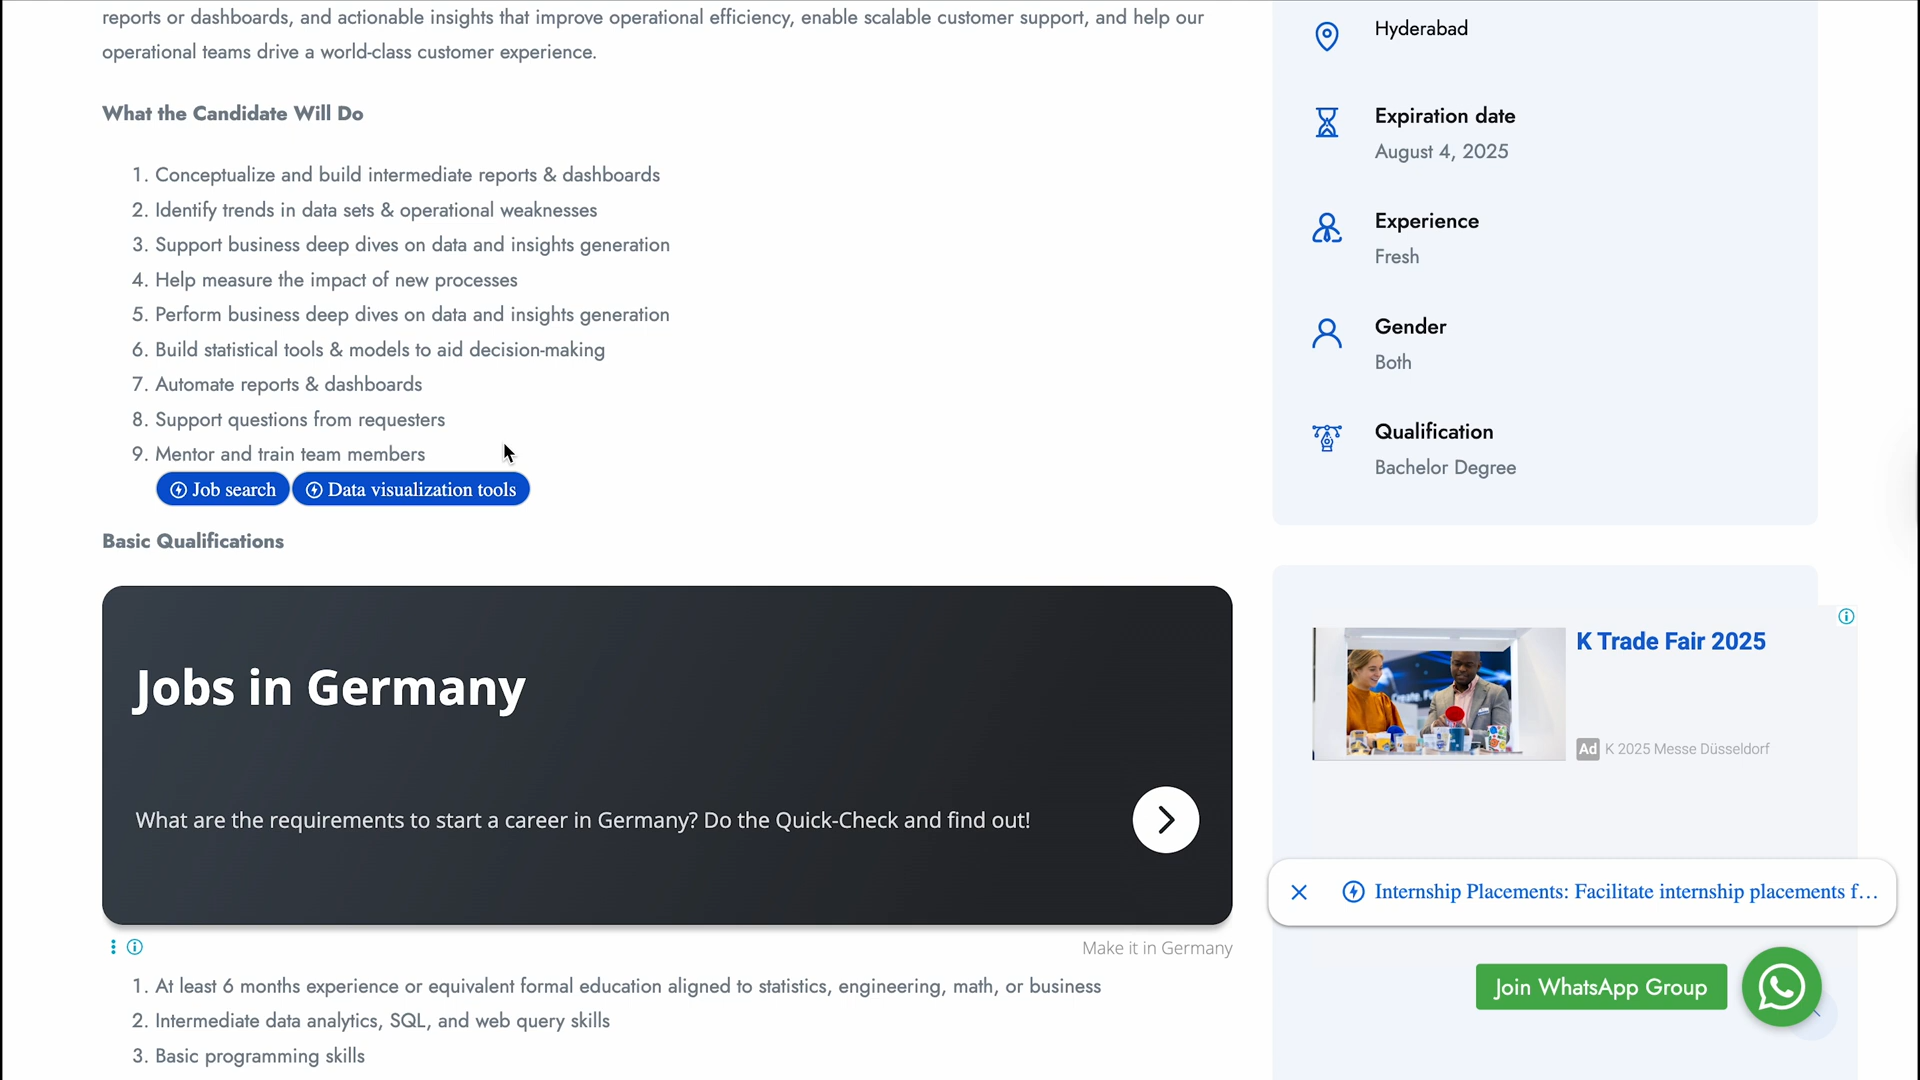 reports or dashboards, and actionable insights that improve operational efficiency, enable scalable customer support, and help our
operational teams drive a world-class customer experience.
What the Candidate Will Do
1. Conceptualize and build intermediate reports & dashboards
2. Identify trends in data sets & operational weaknesses
3. Support business deep dives on data and insights generation
4. Help measure the impact of new processes
5. Perform business deep dives on data and insights generation
6. Build statistical tools & models to aid decision-making
7. Automate reports & dashboards
8. Support questions from requesters
9. Mentor and train team members
Job search
Data visualization tools
Basic Qualifications
Jobs in Germany
What are the requirements to start a career in Germany? Do the Quick-Check and find out!
Make it in Germany
1. At least 6 months experience or equivalent formal education aligned to statistics, engineering, math, or business
2. Intermediate data analytics, SQL, and web query skills
3. Basic programming skills
Hyderabad
Expiration date
August 4, 2025
Experience
Fresh
Gender
Both
Qualification
Bachelor Degree
K Trade Fair 2025
Ad K 2025 Messe Düsseldorf
Internship Placements: Facilitate internship placements f...
Join WhatsApp Group